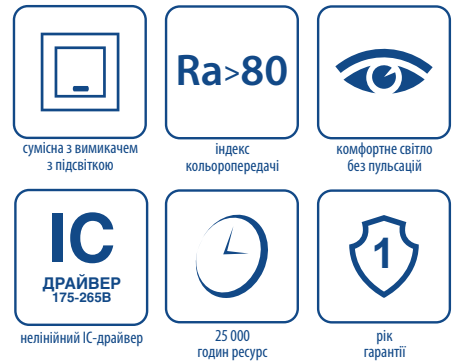 Ra>80
сумісна з вимикачем
з підсвіткою
індекс
кольоропередачі
комфортне світло
без пульсацій
IC
ДРАЙВЕР
175-265В
1
нелінійний IC-драйвер
25 000
годин ресурс
рік
гарантії